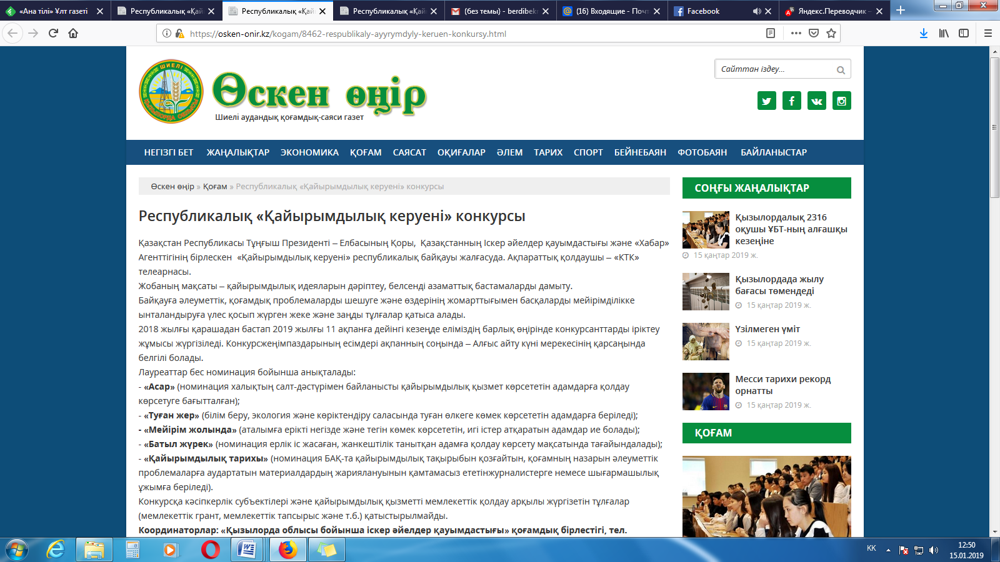 «Ана тілі» Ұлт газеті
Республикалық «Қай
Республикалық «Қай
Республикалық «Қай
(без темы) - berdibek
(16) Входящие - Поч
Facebook
Яндекс.Переводчик –
https://osken-onir.kz/kogam/8462-respublikaly-ayyrymdyly-keruen-konkursy.html
ШИЕЛІ
ҚЫЗЫЛОРДА ОБЛЫСЫ
Өскен өңір
Шиелі аудандық қоғамдық-саяси газет
Сайттан іздеу...
НЕГІЗГІ БЕТ ЖАҢАЛЫҚТАР ЭКОНОМИКА ҚОҒАМ САЯСАТ ОҚИҒАЛАР ӘЛЕМ ТАРИХ СПОРТ БЕЙНЕБАЯН ФОТОБАЯН БАЙЛАНЫСТАР
Өскен өңір » Қоғам » Республикалық «Қайырымдылық керуені» конкурсы
Республикалық «Қайырымдылық керуені» конкурсы
Қазақстан Республикасы Тұңғыш Президенті – Елбасының Қоры, Қазақстанның Іскер әйелдер қауымдастығы және «Хабар»
Агенттігінің бірлескен «Қайырымдылық керуені» республикалық байқауы жалғасуда. Ақпараттық қолдаушы – «КТК»
телеарнасы.
Жобаның мақсаты – қайырымдылық идеяларын дәріптеу, белсенді азаматтық бастамаларды дамыту.
Байқауға әлеуметтік, қоғамдық проблемаларды шешуге және өздерінің жомарттығымен басқаларды мейірімділікке
ынталандыруға үлес қосып жүрген жеке және заңды тұлғалар қатыса алады.
2018 жылғы қарашадан бастап 2019 жылғы 11 ақпанға дейінгі кезеңде еліміздің барлық өңірінде конкурсанттарды іріктеу
жұмысы жүргізіледі. Конкурсжеңімпаздарының есімдері ақпанның соңында – Алғыс айту күні мерекесінің қарсаңында
белгілі болады.
Лауреаттар бес номинация бойынша анықталады:
- «Асар» (номинация халықтың салт-дәстүрімен байланысты қайырымдылық қызмет көрсететін адамдарға қолдау
көрсетуге бағытталған);
- «Туған жер» (білім беру, экология және көріктендіру саласында туған өлкеге көмек көрсететін адамдарға беріледі);
- «Мейірім жолында» (аталымға ерікті негізде және тегін көмек көрсететін, игі істер атқаратын адамдар ие болады);
- «Батыл жүрек» (номинация ерлік іс жасаған, жанкештілік танытқан адамға қолдау көрсету мақсатында тағайындалады);
- «Қайырымдылық тарихы» (номинация БАҚ-та қайырымдылық тақырыбын қозғайтын, қоғамның назарын әлеуметтік
проблемаларға аудартатын материалдардың жариялануынын қамтамасыз ететінжурналистерге немесе шығармашылық
ұжымға беріледі).
Конкурсқа кәсіпкерлік субъектілері және қайырымдылық қызметті мемлекеттік қолдау арқылы жүргізетін тұлғалар
(мемлекеттік грант, мемлекеттік тапсырыс және т.б.) қатыстырылмайды.
Координаторлар: «Қызылорда облысы бойынша іскер әйелдер қауымдастығы» қоғамдық бірлестігі, тел.
СОҢҒЫ ЖАҢАЛЫҚТАР
Қызылордалық 2316
оқушы ҰБТ-ның алғашқы
кезеңіне
15 қаңтар 2019 ж.
Қызылордада жылу
бағасы төмендеді
15 қаңтар 2019 ж.
Үзілмеген үміт
15 қаңтар 2019 ж.
Месси тарихи рекорд
орнатты
15 қаңтар 2019 ж.
ҚОҒАМ
KK
12:50
15.01.2019